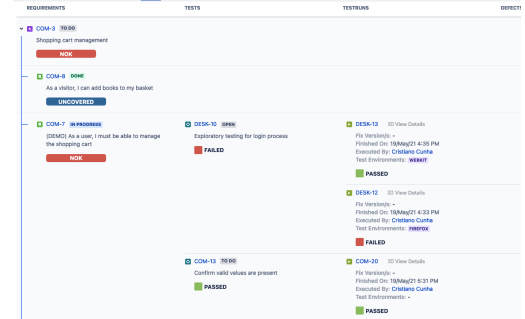 REQUIREMENTS TESTS TESTRUNS DEFECTS
COM-3 TO DO
Shopping cart management
NOK
COM-8 DONE
As a visitor, I can add books to my basket
UNCOVERED
COM-7 IN PROGRESS
(DEMO) As a user, I must be able to manage
the shopping cart
NOK
DESK-10 OPEN
Exploratory testing for login process
FAILED
DESK-13 View Details
Fix Version/s: -
Finished On: 19/May/21 4:35 PM
Executed By: Cristiano Cunha
Test Environments: WEBKIT
PASSED
DESK-12 View Details
Fix Version/s: -
Finished On: 19/May/21 4:33 PM
Executed By: Cristiano Cunha
Test Environments: FIREFOX
FAILED
COM-13 TO DO
Confirm valid values are present
PASSED
COM-20 View Details
Fix Version/s: -
Finished On: 19/May/21 5:31 PM
Executed By: Cristiano Cunha
Test Environments: -
PASSED